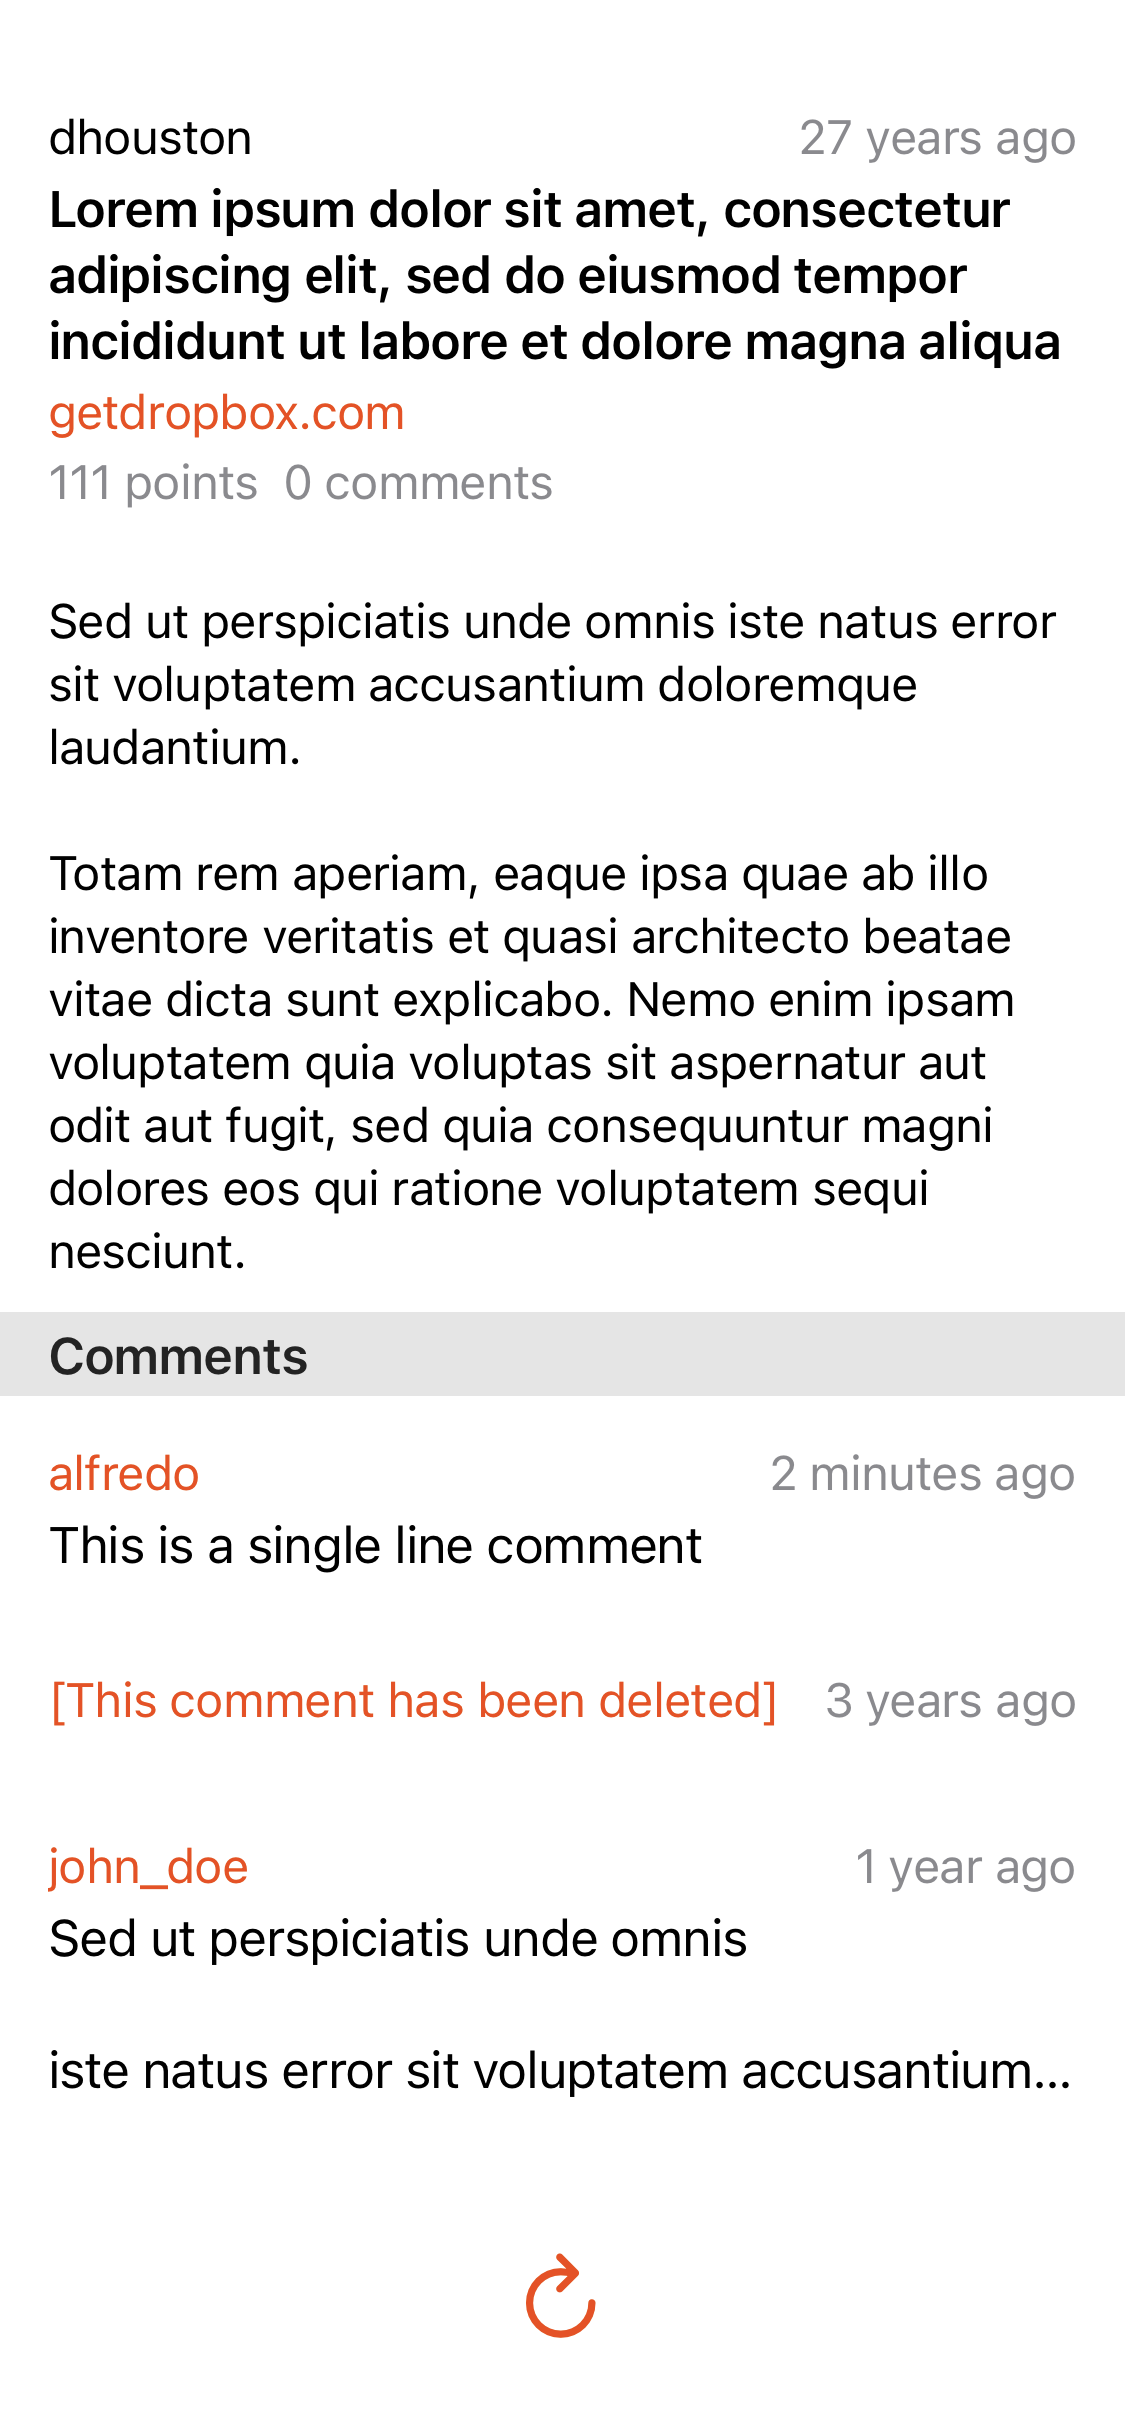 dhouston 27 years ago
Lorem ipsum dolor sit amet, consectetur
adipiscing elit, sed do eiusmod tempor
incididunt ut labore et dolore magna aliqua
getdropbox.com
111 points 0 comments
Sed ut perspiciatis unde omnis iste natus error
sit voluptatem accusantium doloremque
laudantium.
Totam rem aperiam, eaque ipsa quae ab illo
inventore veritatis et quasi architecto beatae
vitae dicta sunt explicabo. Nemo enim ipsam
voluptatem quia voluptas sit aspernatur aut
odit aut fugit, sed quia consequuntur magni
dolores eos qui ratione voluptatem sequi
nesciunt.
Comments
alfredo 2 minutes ago
This is a single line comment
[This comment has been deleted] 3 years ago
john_doe 1 year ago
Sed ut perspiciatis unde omnis
iste natus error sit voluptatem accusantium...